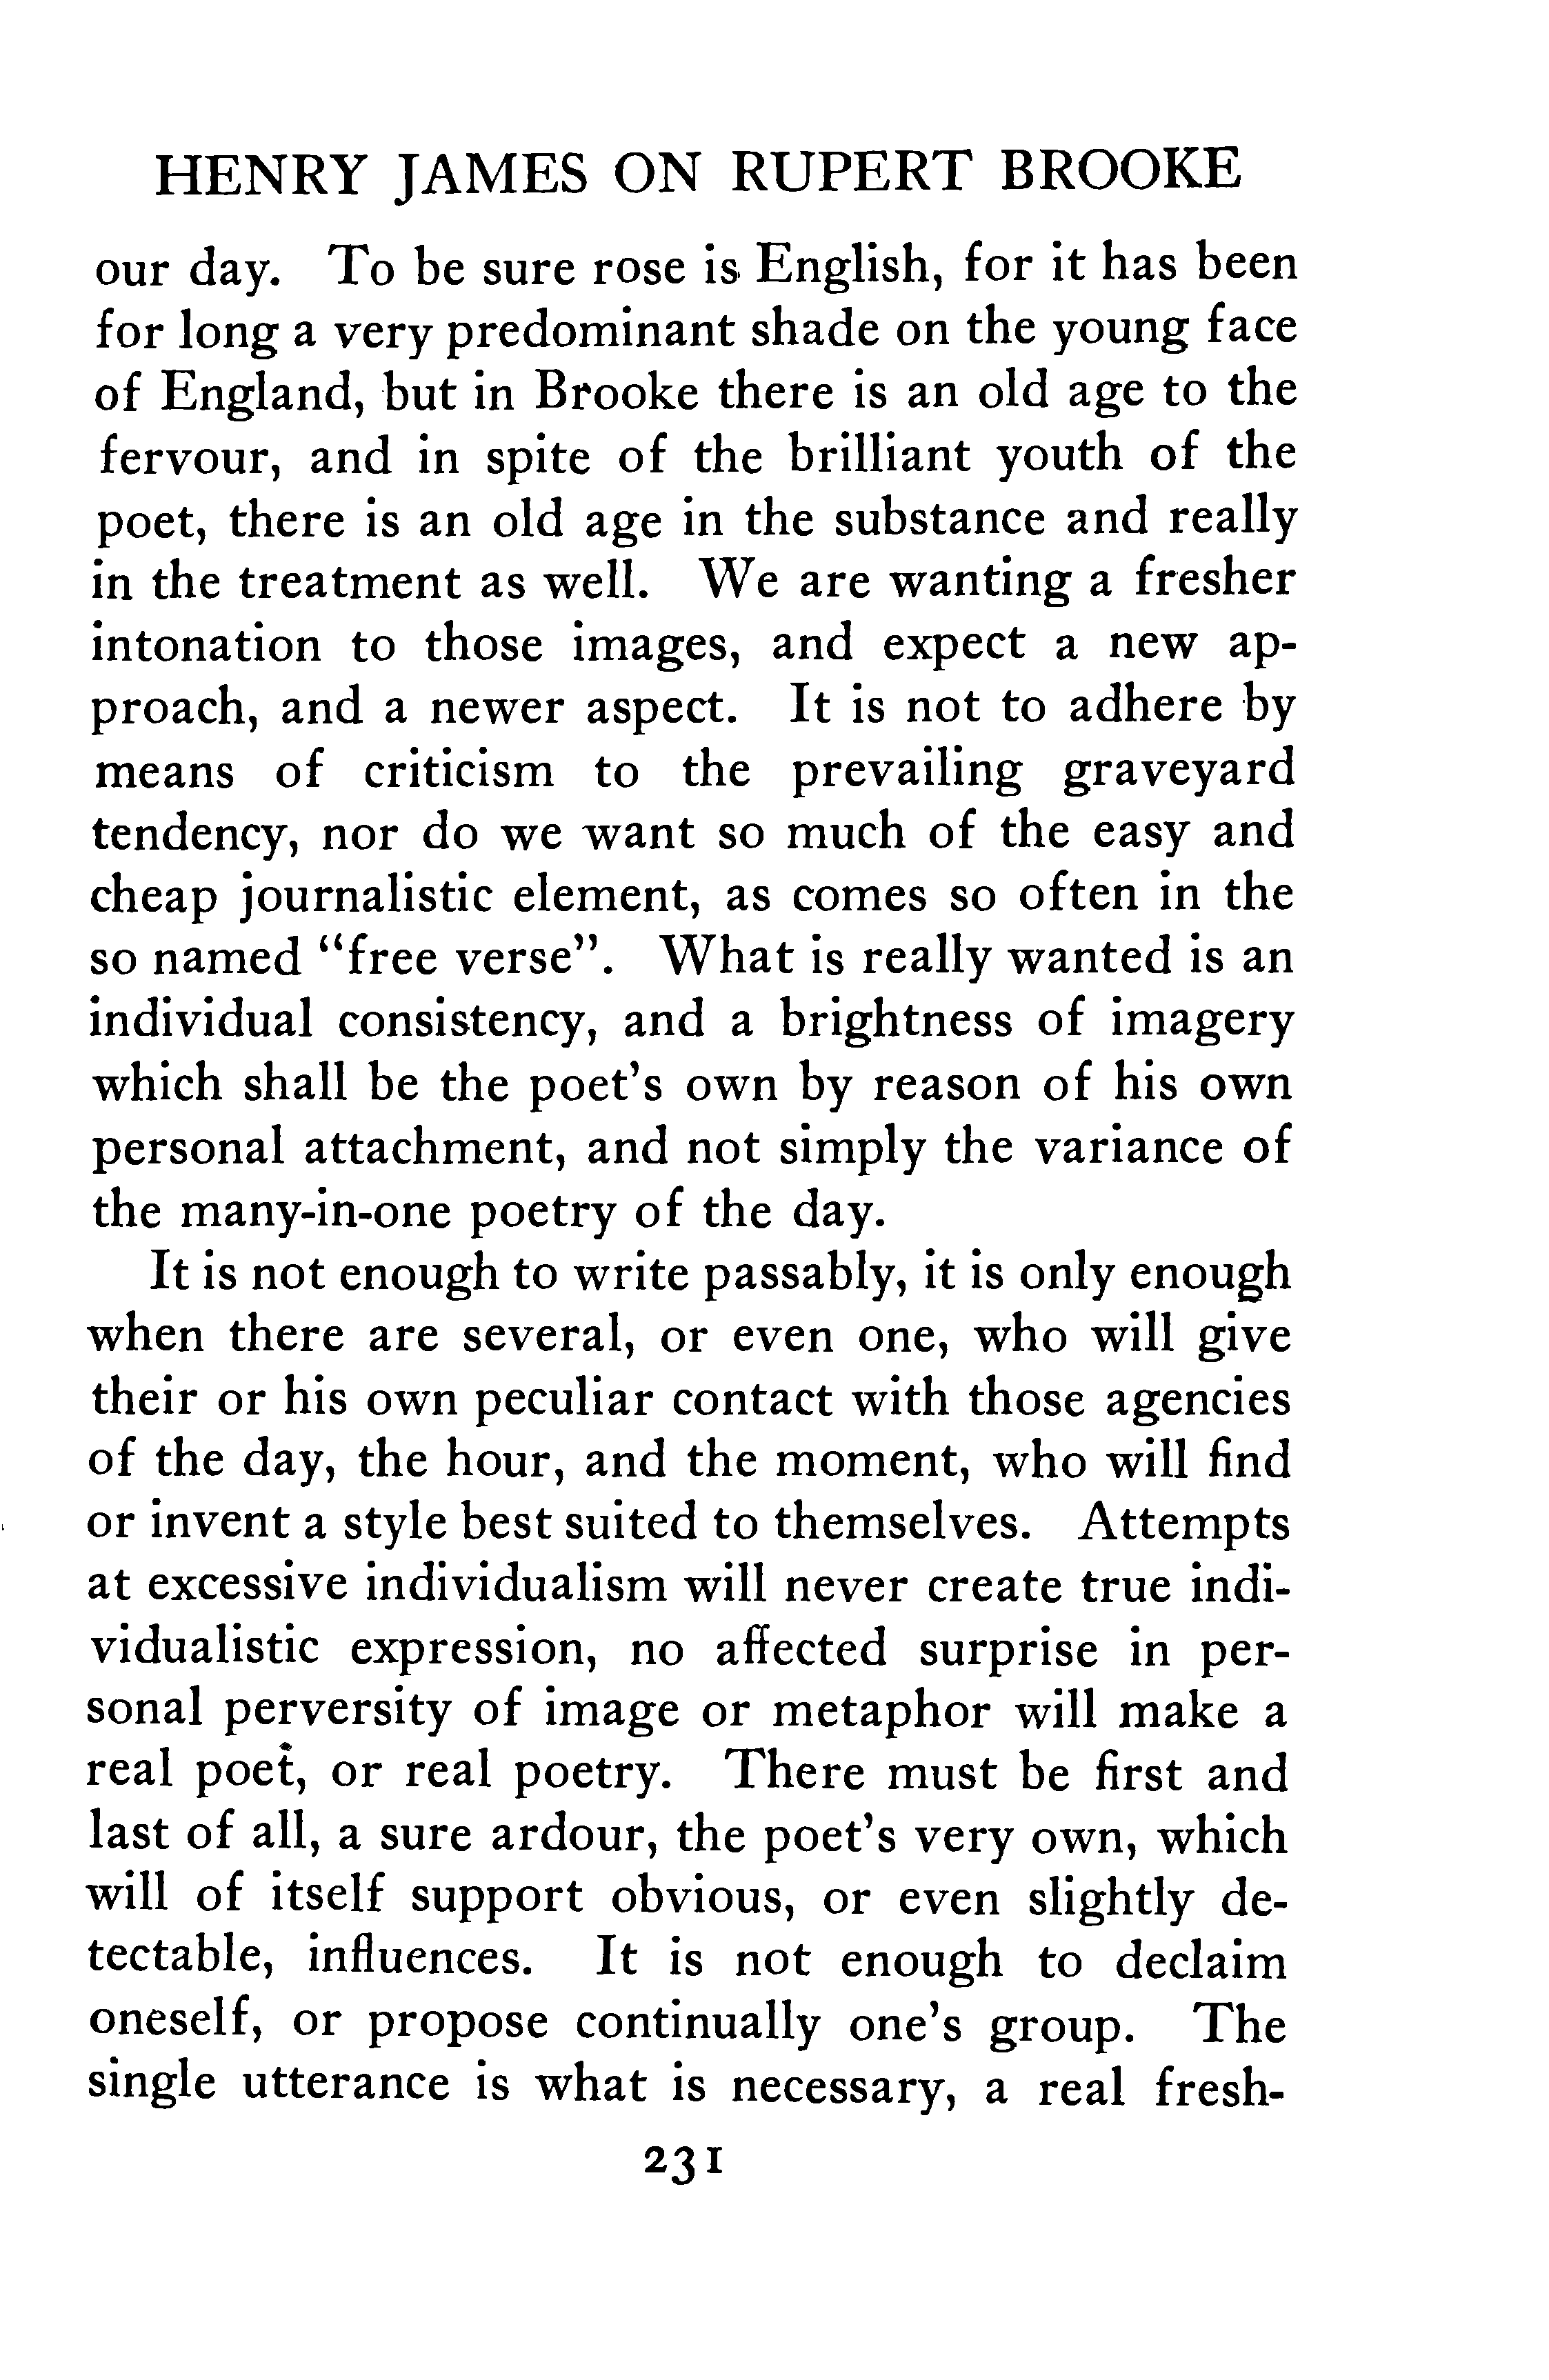 HENRY JAMES ON RUPERT BROOKE
our day. To be sure rose is English, for it has been
for long a very predominant shade on the young face
of England, but in Brooke there is an old age to the
fervour, and in spite of the brilliant youth of the
poet, there is an old age in the substance and really
in the treatment as well. We are wanting a fresher
intonation to those images, and expect a new ap-
proach, and a newer aspect. It is not to adhere by
means of criticism to the prevailing graveyard
tendency, nor do we want so much of the easy and
cheap journalistic element, as comes so often in the
so named “free verse”. What is really wanted is an
individual consistency, and a brightness of imagery
which shall be the poet’s own by reason of his own
personal attachment, and not simply the variance of
the many-in-one poetry of the day.
It is not enough to write passably, it is only enough
when there are several, or even one, who will give
their or his own peculiar contact with those agencies
of the day, the hour, and the moment, who will find
or invent a style best suited to themselves. Attempts
at excessive individualism will never create true indi-
vidualistic expression, no affected surprise in per-
sonal perversity of image or metaphor will make a
real poet, or real poetry. There must be first and
last of all, a sure ardour, the poet’s very own, which
will of itself support obvious, or even slightly de-
tectable, influences. It is not enough to declaim
oneself, or propose continually one’s group. The
single utterance is what is necessary, a real fresh-
231